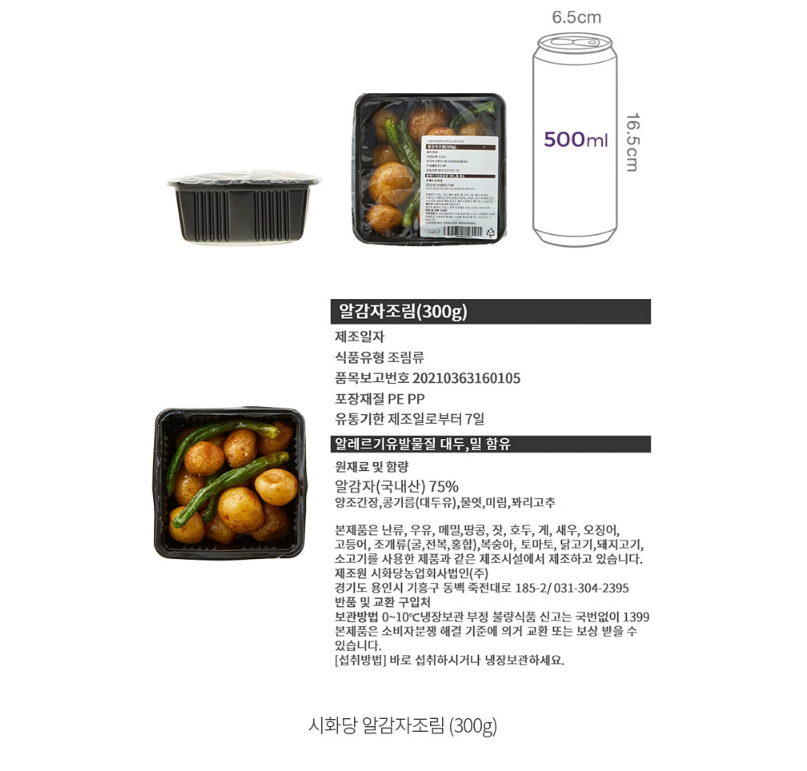 6.5cm
500ml
16.5cm
알감자조림(300g)
제조일자
식품유형 조림류
품목보고번호 20210363160105
포장재질 PE PP
유통기한 제조일로부터 7일
알레르기유발물질 대두,밀 함유
원재료 및 함량
알감자(국내산) 75%
양조간장,콩기름(대두유),물엿,미림,꽈리고추
본제품은 난류, 우유, 메밀,땅콩, 잣, 호두, 게, 새우, 오징어,
고등어, 조개류(굴,전복,홍합),복숭아, 토마토, 닭고기,돼지고기,
소고기를 사용한 제품과 같은 제조시설에서 제조하고 있습니다.
제조원 시화당농업회사법인(주)
경기도 용인시 기흥구 동백 죽전대로 185-2/ 031-304-2395
반품 및 교환 구입처
보관방법 0~10℃냉장보관 부정 불량식품 신고는 국번없이 1399
본제품은 소비자분쟁 해결 기준에 의거 교환 또는 보상 받을 수
있습니다.
[섭취방법] 바로 섭취하시거나 냉장보관하세요.
시화당 알감자조림 (300g)